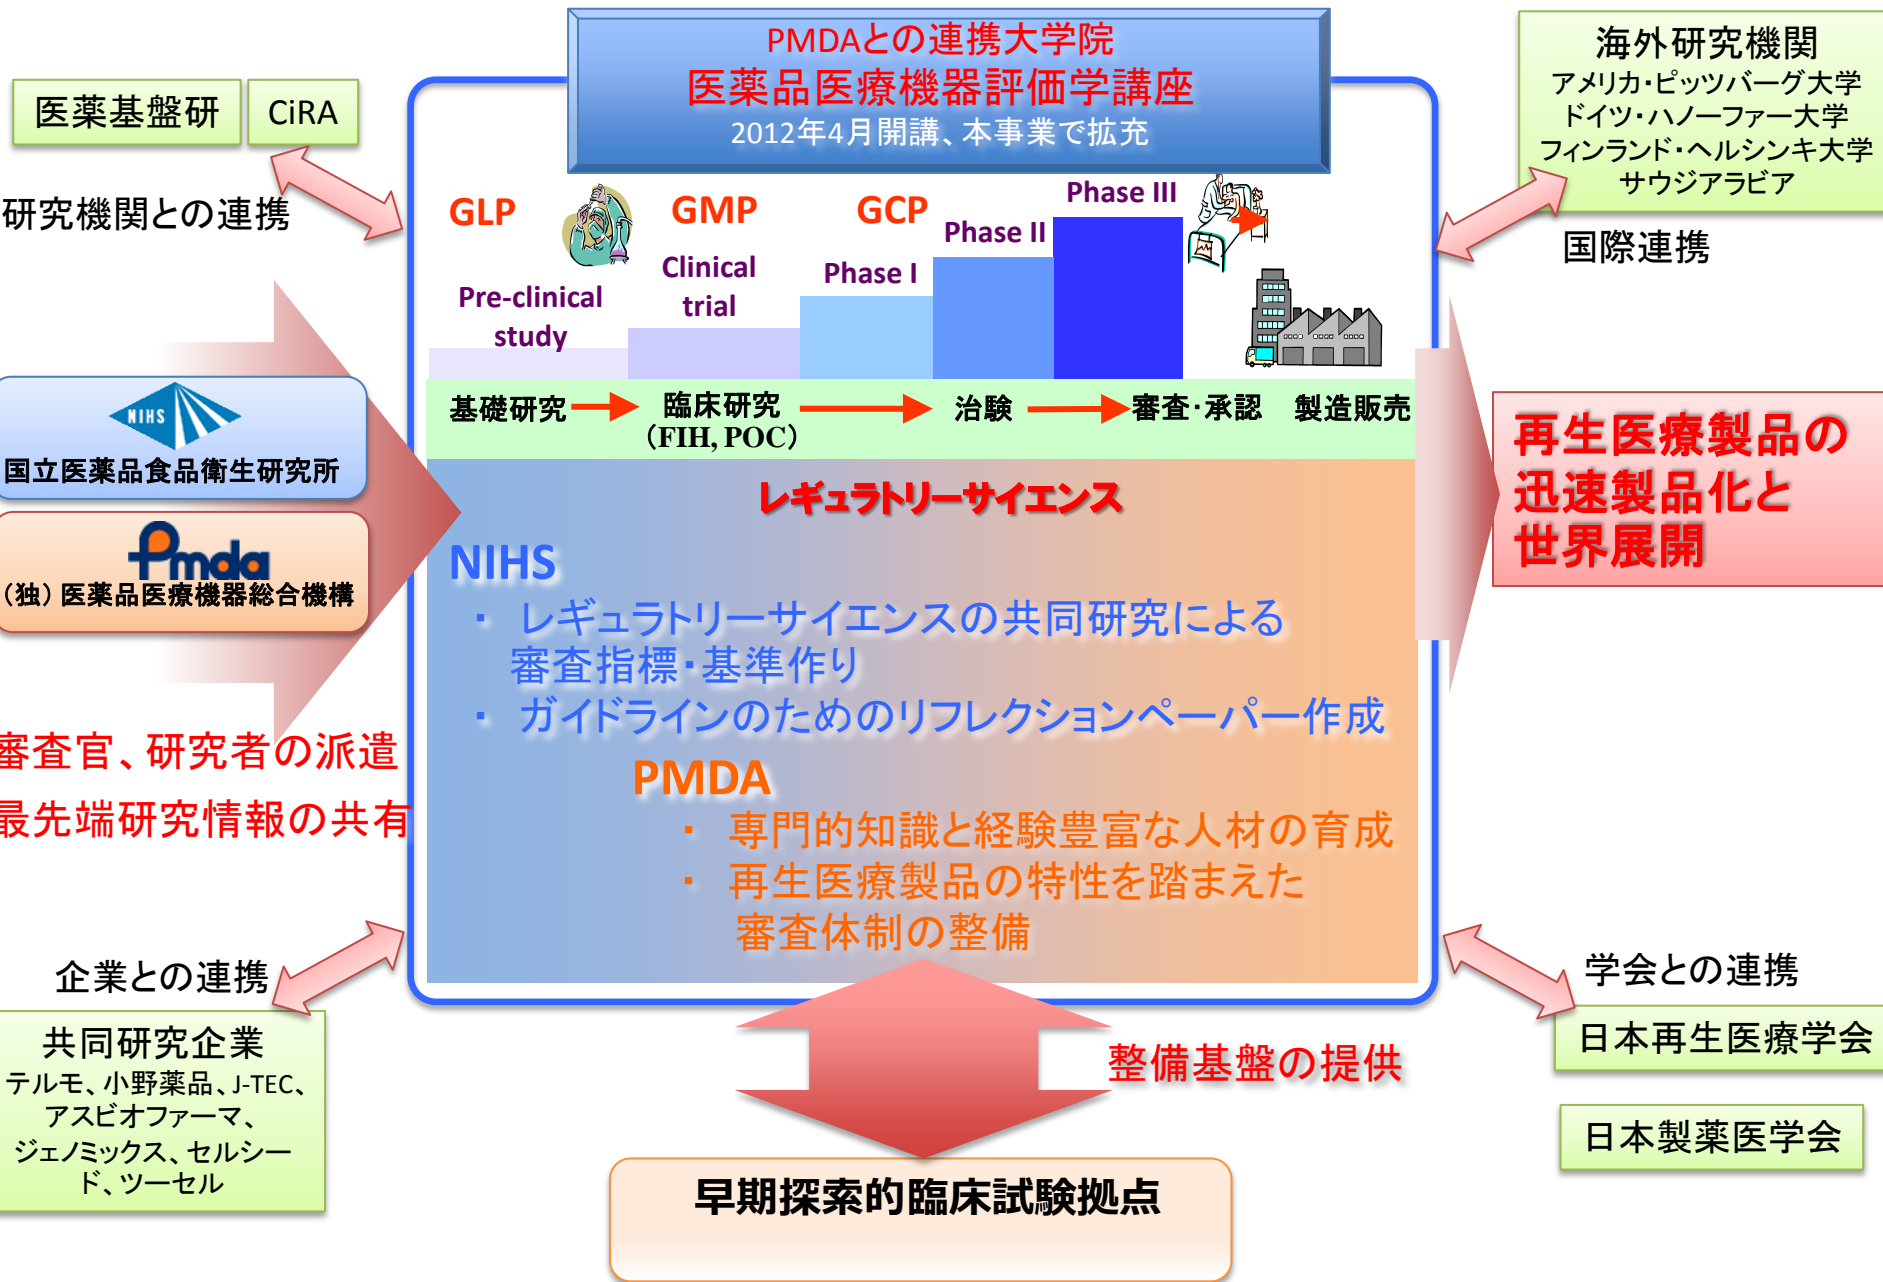 PMDAとの連携大学院
医薬品医療機器評価学講座
2012年4月開講、本事業で拡充
医薬基盤研
CiRA
研究機関との連携
海外研究機関
アメリカ・ピッツバーグ大学
ドイツ・ハノーファー大学
フィンランド・ヘルシンキ大学
サウジアラビア
国際連携
GLP
GMP
GCP
Pre-clinical
study
Clinical
trial
Phase I
Phase II
Phase III
基礎研究
臨床研究
（FIH, POC）
治験
審査・承認
製造販売
NIHS
国立医薬品食品衛生研究所
Pmda
（独）医薬品医療機器総合機構
審査官、研究者の派遣
最先端研究情報の共有
レギュラトリーサイエンス
NIHS
・ レギュラトリーサイエンスの共同研究による
審査指標・基準作り
・ ガイドラインのためのリフレクションペーパー作成
PMDA
・ 専門的知識と経験豊富な人材の育成
・ 再生医療製品の特性を踏まえた
審査体制の整備
再生医療製品の
迅速製品化と
世界展開
企業との連携
共同研究企業
テルモ、小野薬品、J-TEC、
アスビオファーマ、
ジェノミックス、セルシー
ド、ツーセル
整備基盤の提供
早期探索的臨床試験拠点
学会との連携
日本再生医療学会
日本製薬医学会